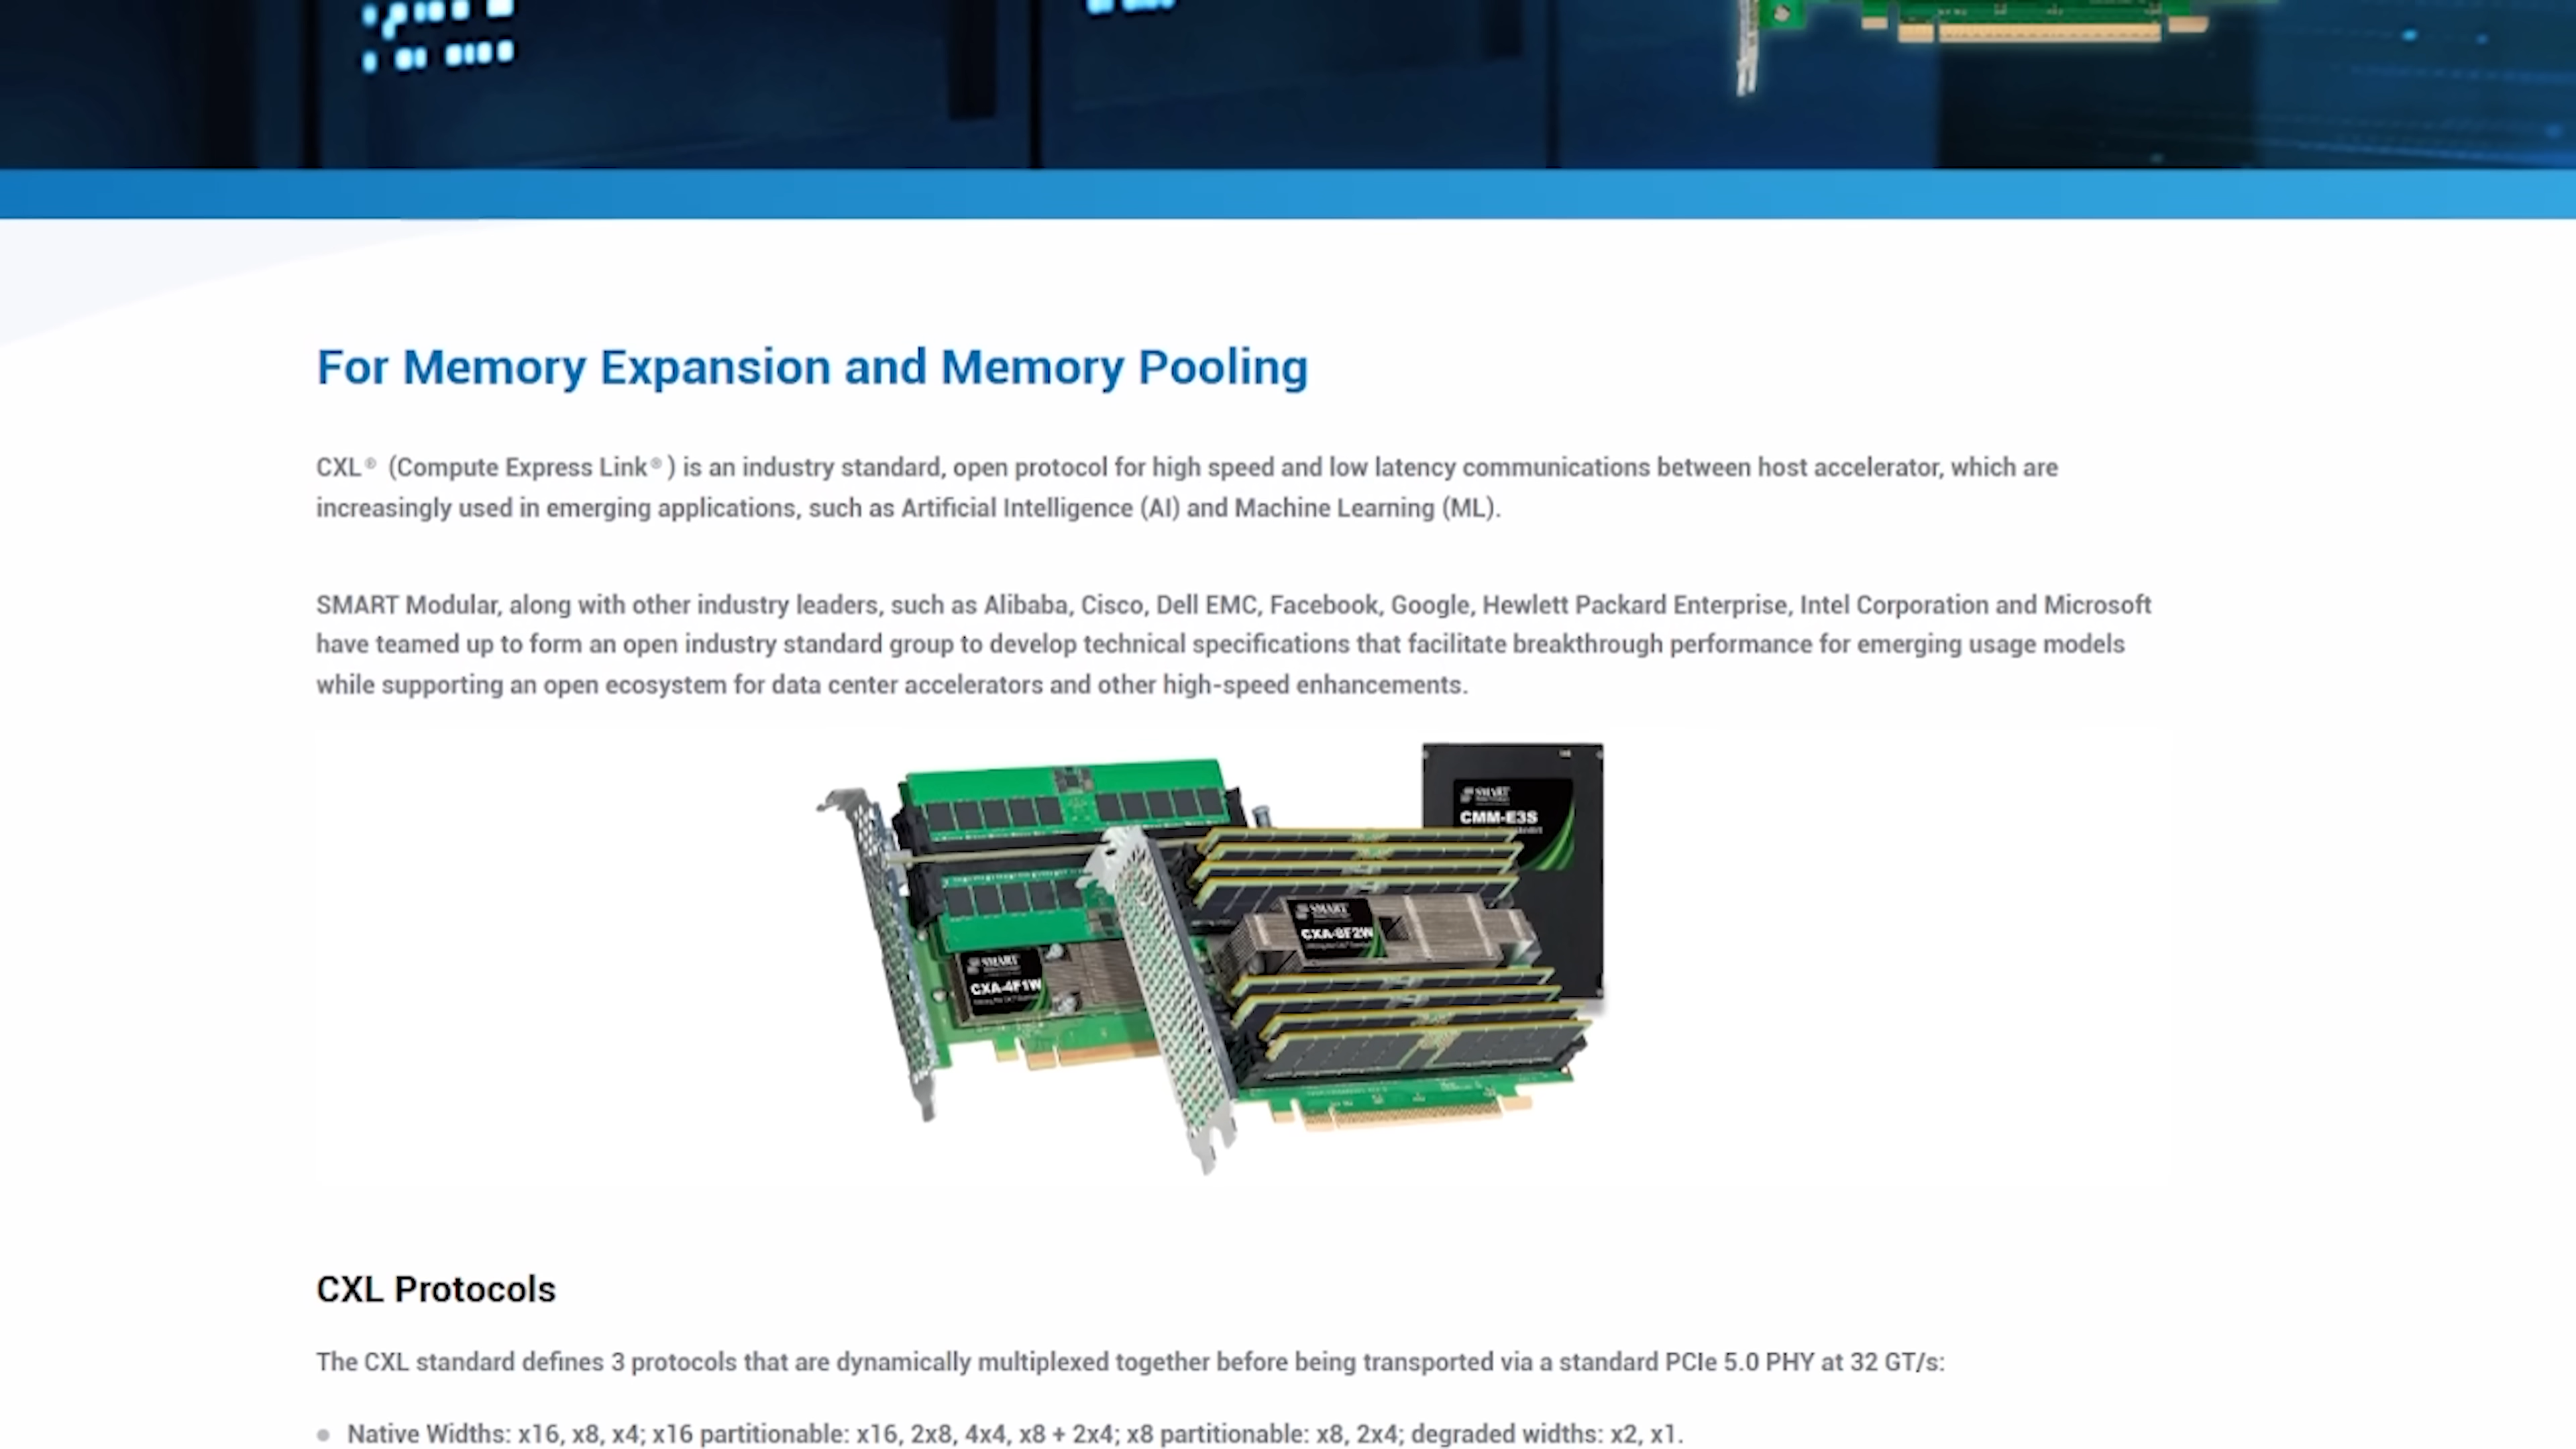 For Memory Expansion and Memory Pooling
CXL® (Compute Express Link®) is an industry standard, open protocol for high speed and low latency communications between host accelerator, which are
increasingly used in emerging applications, such as Artificial Intelligence (AI) and Machine Learning (ML).
SMART Modular, along with other industry leaders, such as Alibaba, Cisco, Dell EMC, Facebook, Google, Hewlett Packard Enterprise, Intel Corporation and Microsoft
have teamed up to form an open industry standard group to develop technical specifications that facilitate breakthrough performance for emerging usage models
while supporting an open ecosystem for data center accelerators and other high-speed enhancements.
SMART
CMM-E3S
SMART
CXA-8F2W
SMART
CXA-4F1W
CXL Protocols
The CXL standard defines 3 protocols that are dynamically multiplexed together before being transported via a standard PCIe 5.0 PHY at 32 GT/s:
Native Widths: x16, x8, x4; x16 partitionable: x16, 2x8, 4x4, x8 + 2x4; x8 partitionable: x8, 2x4; degraded widths: x2, x1.